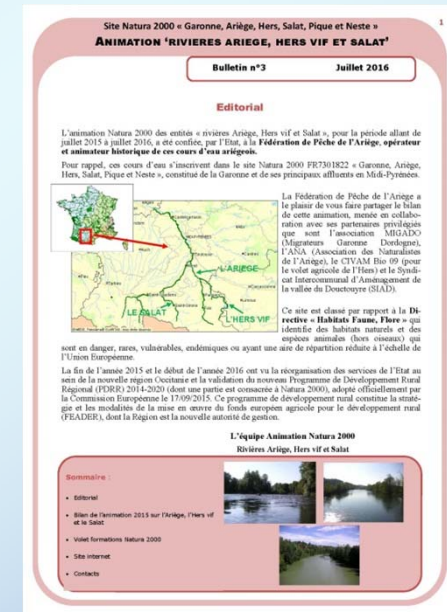 1
Site Natura 2000 « Garonne, Ariège, Hers, Salat, Pique et Neste »
ANIMATION 'RIVIERES ARIEGE, HERS VIF ET SALAT'
Bulletin n°3 Juillet 2016
Editorial
L'animation Natura 2000 des entités « rivières Ariège, Hers vif et Salat », pour la période allant de
juillet 2015 à juillet 2016, a été confiée, par l'Etat, à la Fédération de Pêche de l'Ariège, opérateur
et animateur historique de ces cours d'eau ariégeois.
Pour rappel, ces cours d'eau s'inscrivent dans le site Natura 2000 FR7301822 « Garonne, Ariège,
Hers, Salat, Pique et Neste », constitué de la Garonne et de ses principaux affluents en Midi-Pyrénées.
L'ARIEGE
LE SALAT
L'HERS VIF
La Fédération de Pêche de l'Ariège a
le plaisir de vous faire partager le bilan
de cette animation, menée en collabo-
ration avec ses partenaires privilégiés
que sont l'association MIGADO
(Migrateurs Garonne Dordogne),
l'ANA (Association des Naturalistes
de l'Ariège), le CIVAM Bio 09 (pour
le volet agricole de l'Hers) et le Syndi-
cat Intercommunal d'Aménagement de
la vallée du Douctouyre (SIAD).
Ce site est classé par rapport à la Di-
rective « Habitats Faune, Flore » qui
identifie des habitats naturels et des
espèces animales (hors oiseaux) qui
sont en danger, rares, vulnérables, endémiques ou ayant une aire de répartition réduite à l'échelle de
l'Union Européenne.
La fin de l'année 2015 et le début de l'année 2016 ont vu la réorganisation des services de l'Etat au
sein de la nouvelle région Occitanie et la validation du nouveau Programme de Développement Rural
Régional (PDRR) 2014-2020 (dont une partie est consacrée à Natura 2000), adopté officiellement par
la Commission Européenne le 17/09/2015. Ce programme de développement rural constitue la straté-
gie et les modalités de la mise en œuvre du fonds européen agricole pour le développement rural
(FEADER), dont la Région est la nouvelle autorité de gestion.
L'équipe Animation Natura 2000
Rivières Ariège, Hers vif et Salat
Sommaire :
• Editorial
• Bilan de l'animation 2015 sur l'Ariège, l'Hers vif
et le Salat
• Volet formations Natura 2000
• Site internet
• Contacts